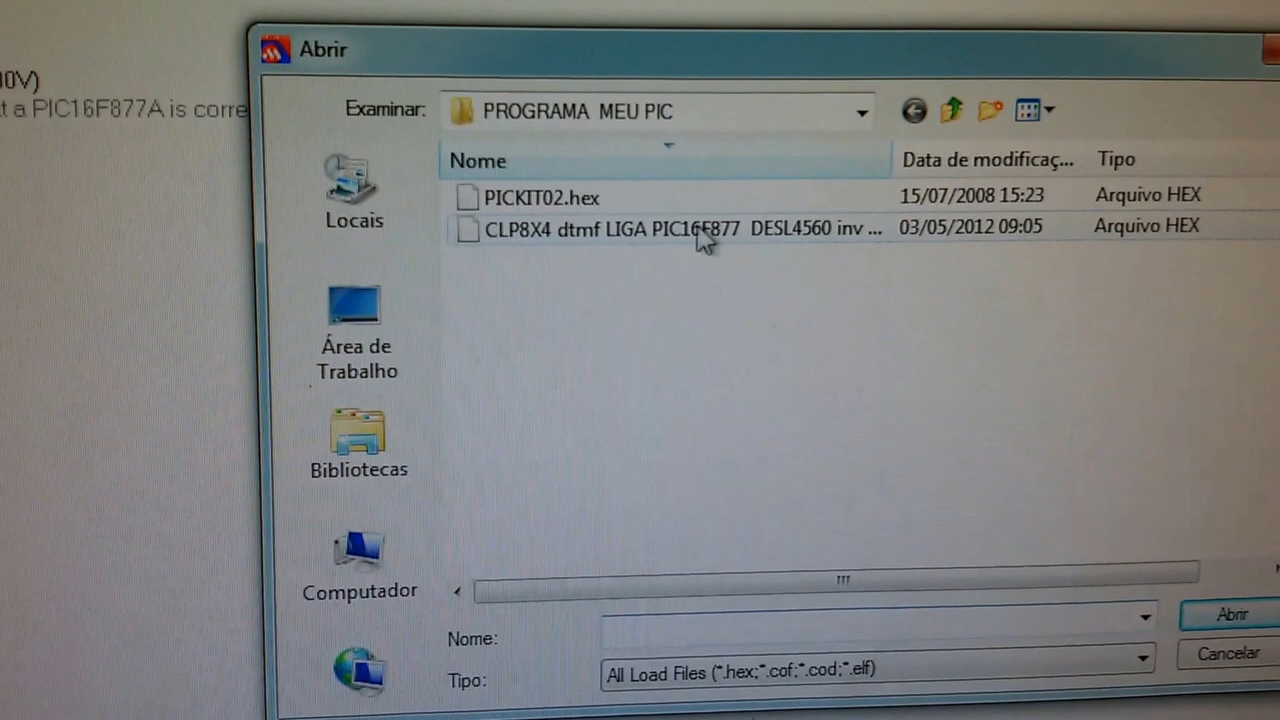 Abrir
00V)
t a PIC16F877A is corre
Examinar: PROGRAMA MEU PIC
Nome Data de modificaç... Tipo
PICKIT02.hex 15/07/2008 15:23 Arquivo HEX
CLP8X4 dtmf LIGA PIC16F877 DESL4560 inv ... 03/05/2012 09:05 Arquivo HEX
Locais
Área de
Trabalho
Bibliotecas
Computador
Nome: Abrir
Tipo: All Load Files (*.hex;*.cof;*.cod;*.elf) Cancelar